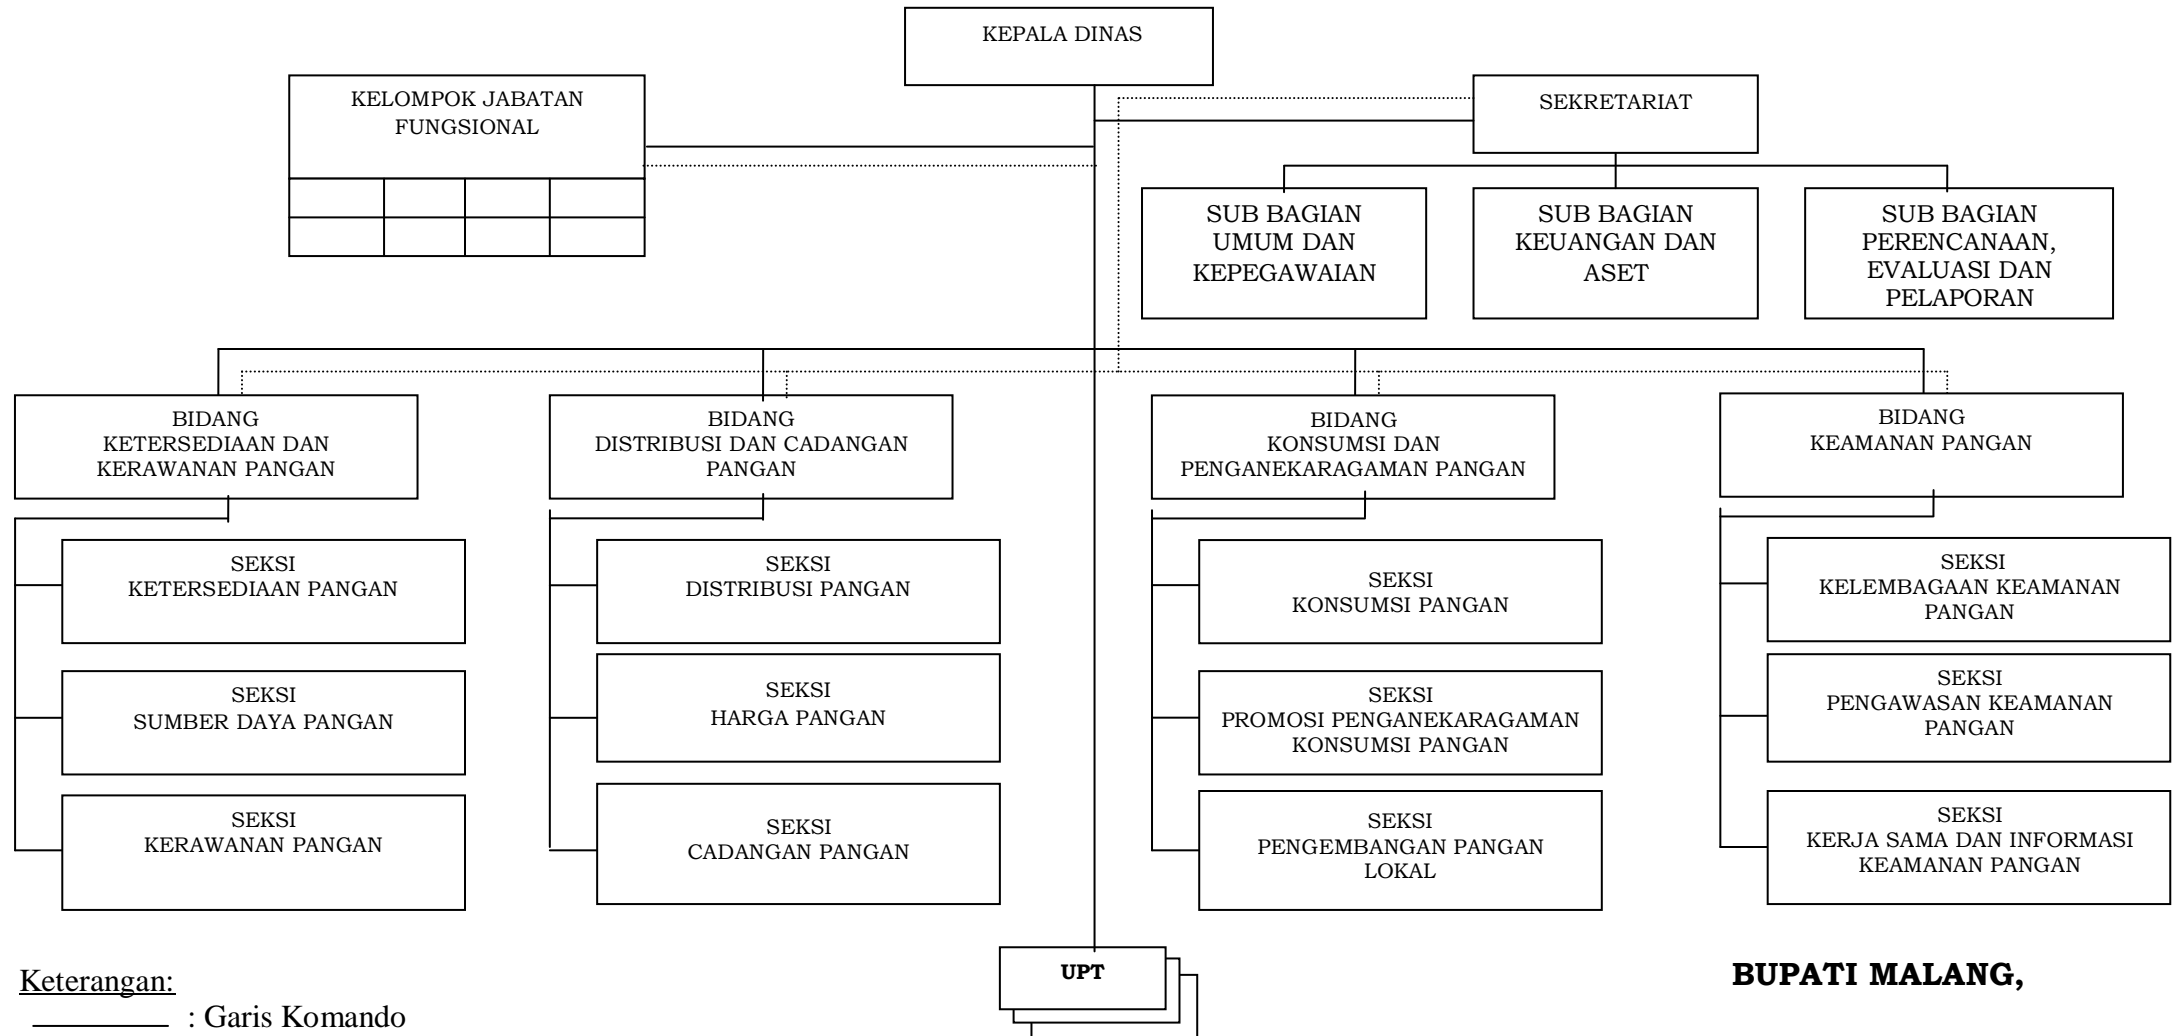 KEPALA DINAS
KELOMPOK JABATAN
FUNGSIONAL
SEKRETARIAT
SUB BAGIAN
UMUM DAN
KEPEGAWAIAN
SUB BAGIAN
KEUANGAN DAN
ASET
SUB BAGIAN
PERENCANAAN,
EVALUASI DAN
PELAPORAN
BIDANG
KETERSEDIAAN DAN
KERAWANAN PANGAN
BIDANG
DISTRIBUSI DAN CADANGAN
PANGAN
BIDANG
KONSUMSI DAN
PENGANEKARAGAMAN PANGAN
BIDANG
KEAMANAN PANGAN
SEKSI
KETERSEDIAAN PANGAN
SEKSI
SUMBER DAYA PANGAN
SEKSI
KERAWANAN PANGAN
SEKSI
DISTRIBUSI PANGAN
SEKSI
HARGA PANGAN
SEKSI
CADANGAN PANGAN
SEKSI
KONSUMSI PANGAN
SEKSI
PROMOSI PENGANEKARAGAMAN
KONSUMSI PANGAN
SEKSI
PENGEMBANGAN PANGAN
LOKAL
SEKSI
KELEMBAGAAN KEAMANAN
PANGAN
SEKSI
PENGAWASAN KEAMANAN
PANGAN
SEKSI
KERJA SAMA DAN INFORMASI
KEAMANAN PANGAN
UPT
BUPATI MALANG,
Keterangan:
: Garis Komando